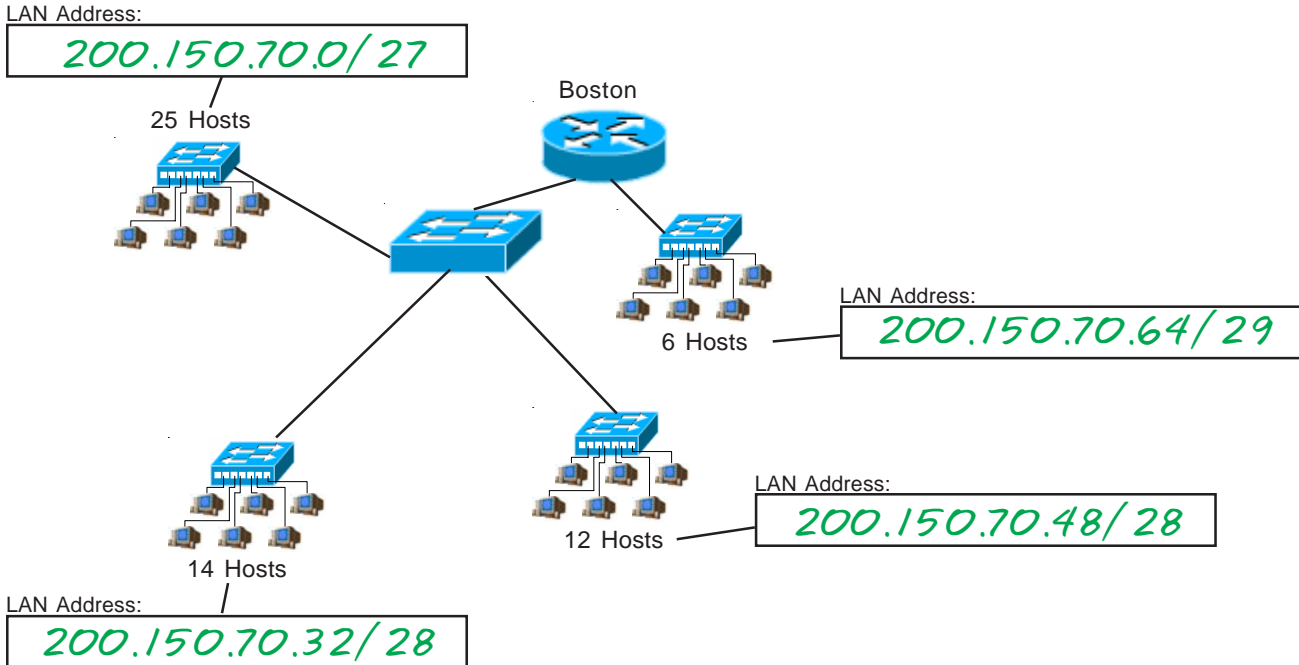 LAN Address:
200.150.70.0/27
25 Hosts
Boston
LAN Address:
200.150.70.64/29
6 Hosts
LAN Address:
200.150.70.48/28
12 Hosts
14 Hosts
LAN Address:
200.150.70.32/28